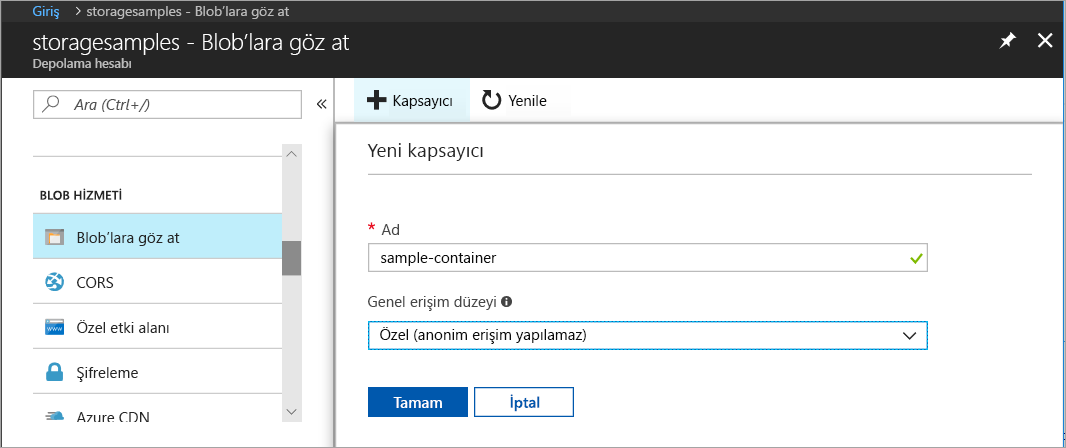 Giriş > storagesamples - Blob'lara göz at
storagesamples - Blob'lara göz at
Depolama hesabı
Ara (Ctrl+/)
«
BLOB HİZMETİ
Blob'lara göz at
CORS
Özel etki alanı
Şifreleme
Azure CDN
Kapsayıcı
Yenile
Yeni kapsayıcı
* Ad
sample-container
Genel erişim düzeyi
Özel (anonim erişim yapılamaz)
Tamam
İptal